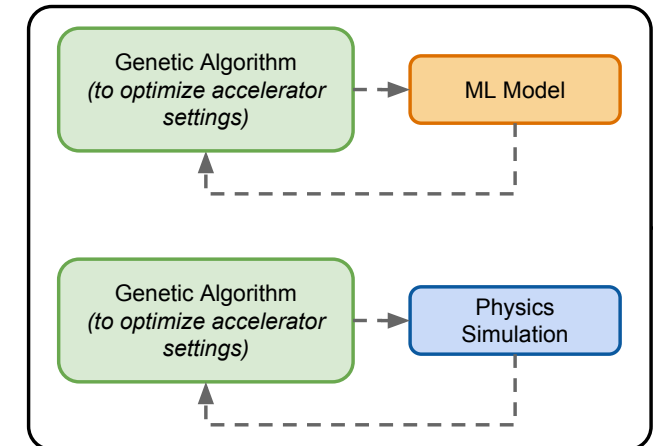 Genetic Algorithm
(to optimize accelerator
settings)
ML Model
Genetic Algorithm
(to optimize accelerator
settings)
Physics
Simulation